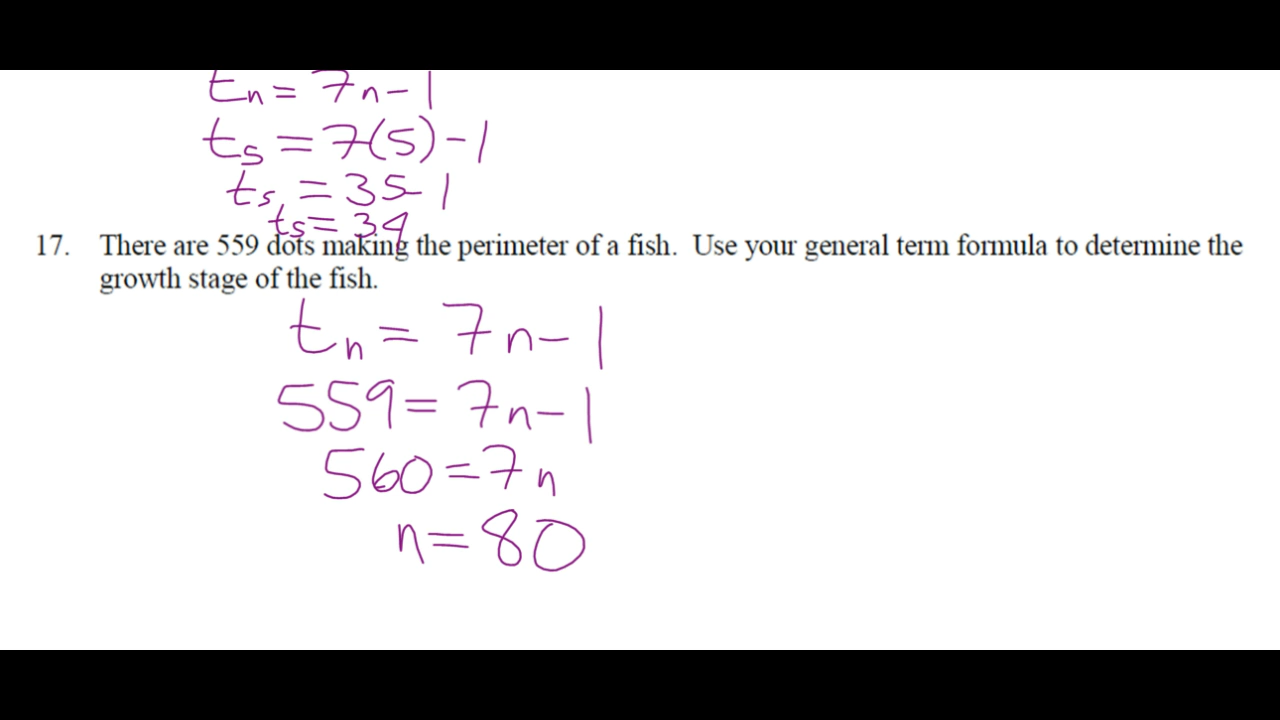 tn = 7n - 1
t5 = 7(5) - 1
t5 = 35 - 1
t5 = 34
17. There are 559 dots making the perimeter of a fish. Use your general term formula to determine the
growth stage of the fish.
tn = 7n - 1
559 = 7n - 1
560 = 7n
n = 80